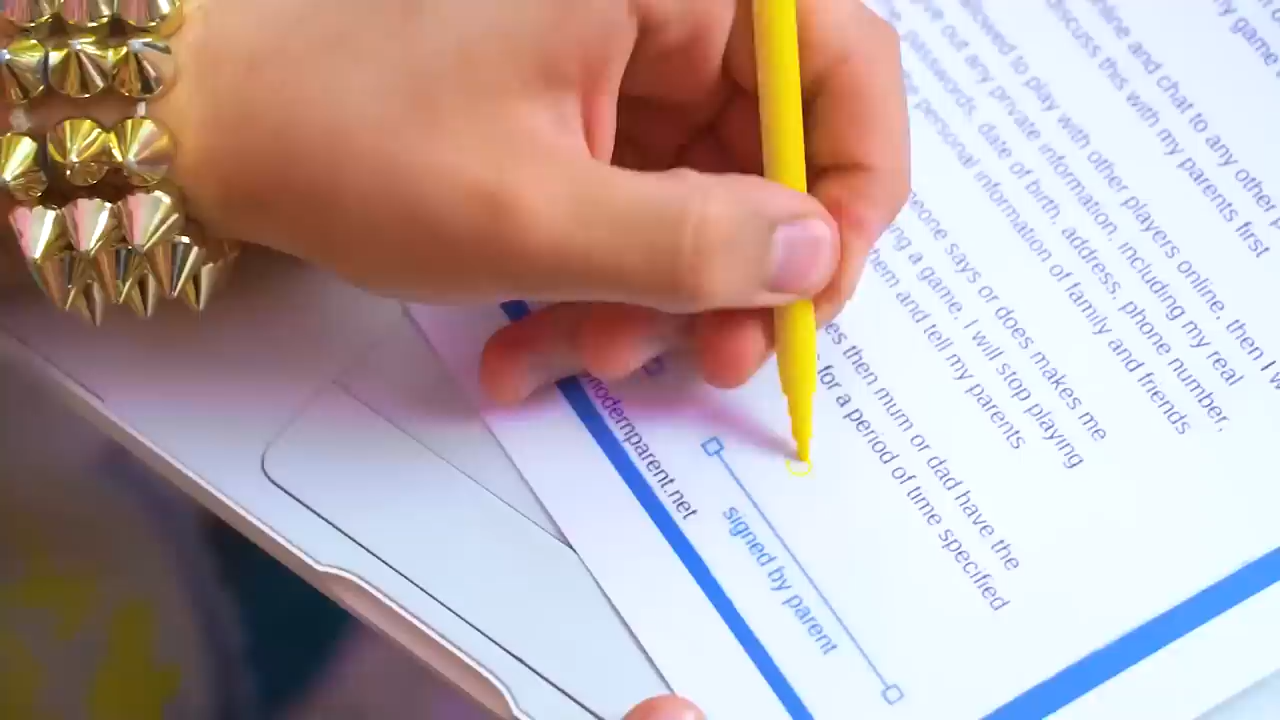 ny game
nline and chat to any other
discuss this with my parents first
owed to play with other players online, then I
ve out any private information, including my real
passwords, date of birth, address, phone number,
personal information of family and friends
eone says or does makes me
ing a game, I will stop playing
hem and tell my parents
es then mum or dad have the
for a period of time specified
signed by parent
modernparent.net